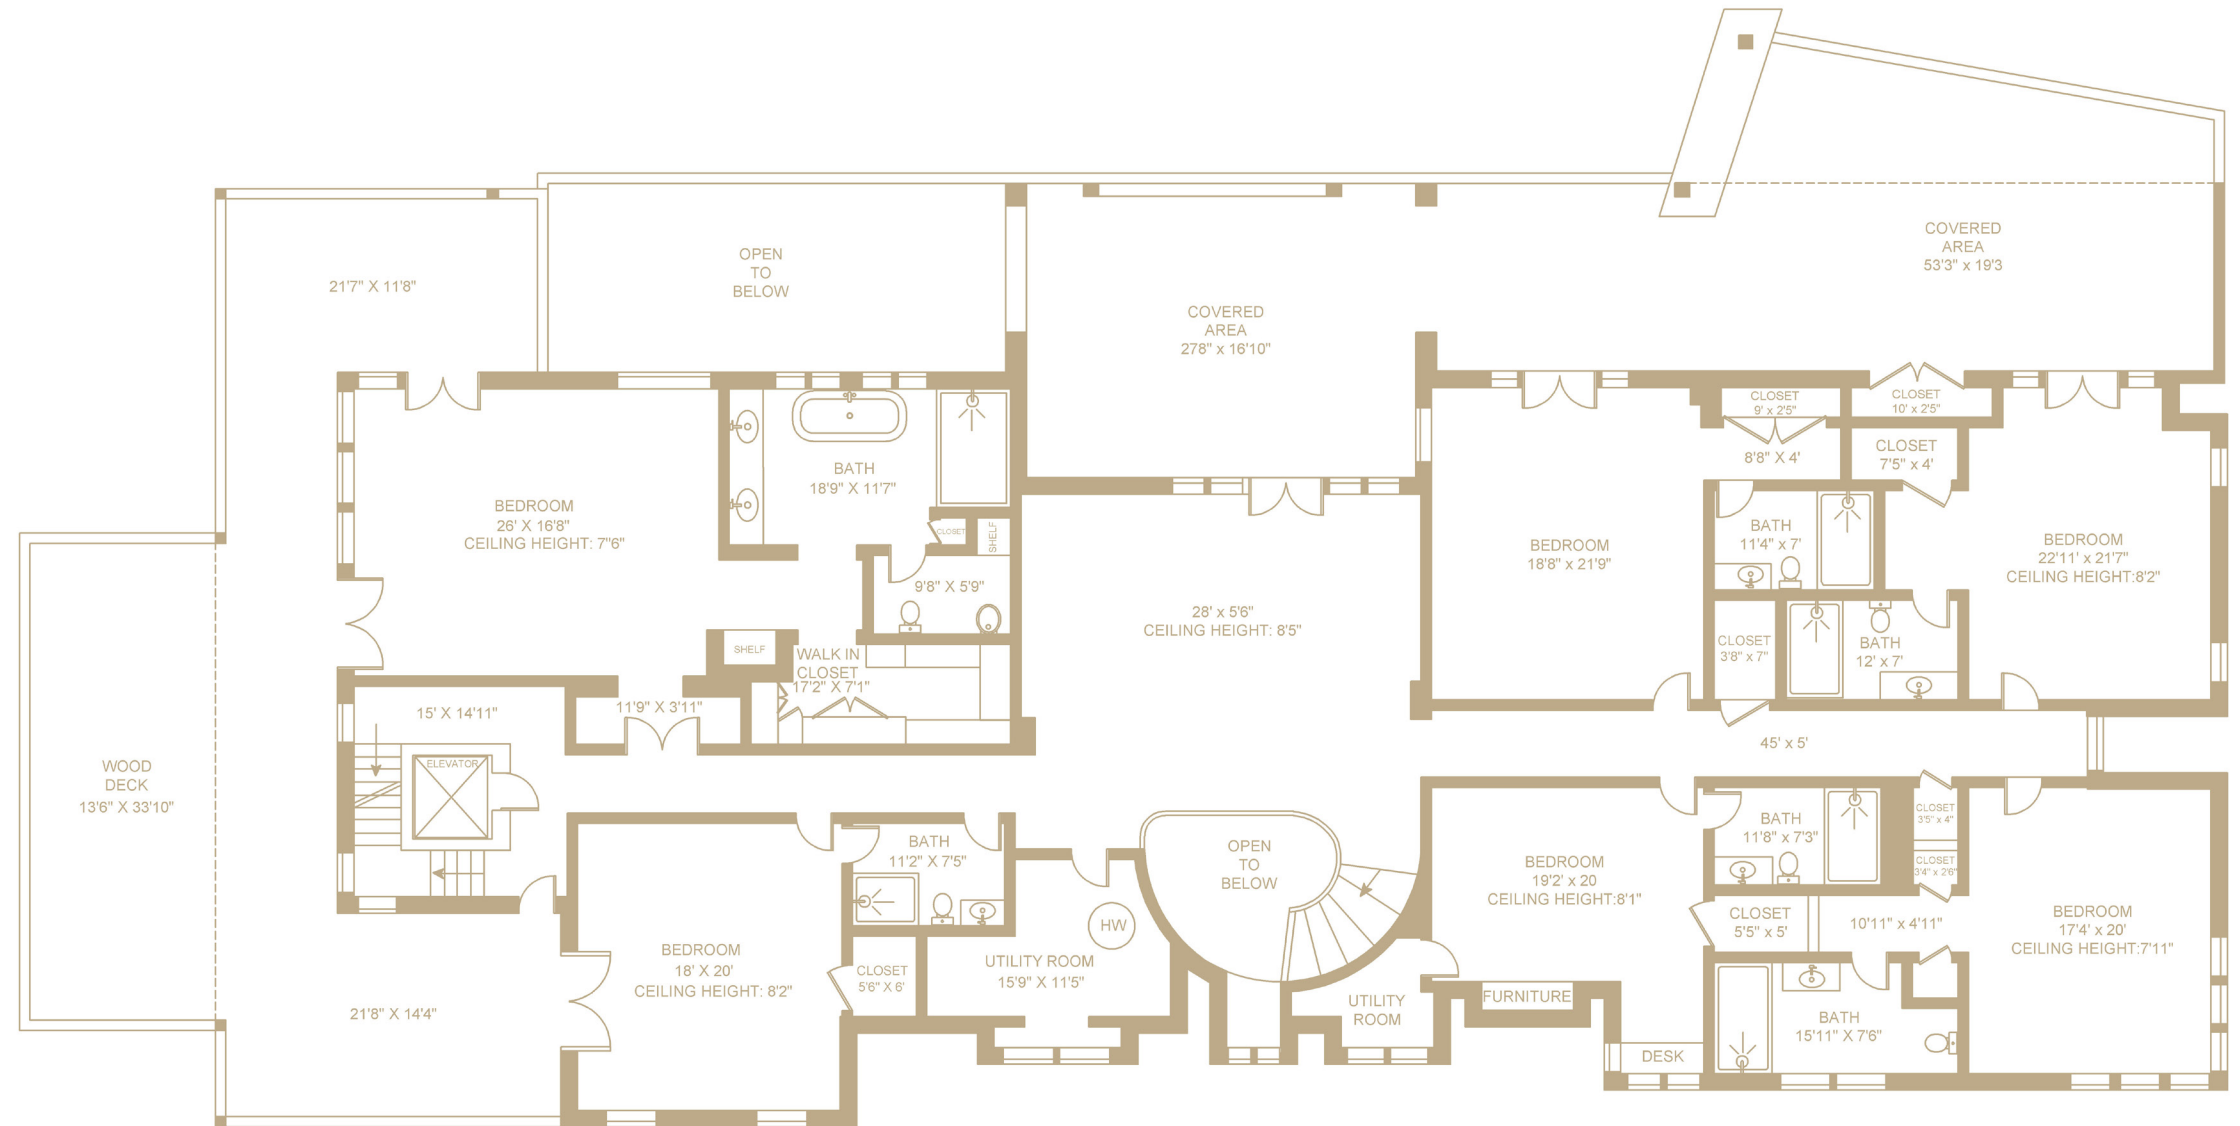 21'7" X 11'8"
OPEN
TO
BELOW
COVERED
AREA
278" x 16'10"
COVERED
AREA
53'3" x 19'3
BEDROOM
26' X 16'8"
CEILING HEIGHT: 7"6"
BATH
18'9" X 11'7"
CLOSET
SHELF
9'8" X 5'9"
SHELF
WALK IN
CLOSET
17'2" X 7'1"
11'9" X 3'11"
15' X 14'11"
ELEVATOR
WOOD
DECK
13'6" X 33'10"
21'8" X 14'4"
BEDROOM
18' X 20'
CEILING HEIGHT: 8'2"
BATH
11'2" X 7'5"
CLOSET
5'6" X 6'
UTILITY ROOM
15'9" X 11'5"
HW
28' x 5'6"
CEILING HEIGHT: 8'5"
OPEN
TO
BELOW
UTILITY
ROOM
BEDROOM
18'8" x 21'9"
CLOSET
9' x 2'5"
8'8" X 4'
CLOSET
10' x 2'5"
CLOSET
7'5" x 4'
BATH
11'4" x 7'
BEDROOM
22'11' x 21'7"
CEILING HEIGHT:8'2"
CLOSET
3'8" x 7"
BATH
12' x 7'
45' x 5'
BEDROOM
19'2' x 20
CEILING HEIGHT:8'1"
FURNITURE
DESK
BATH
11'8" x 7'3"
CLOSET
3'5" x 4"
CLOSET
3'4" x 2'6"
CLOSET
5'5" x 5'
10'11" x 4'11"
BATH
15'11" X 7'6"
BEDROOM
17'4' x 20'
CEILING HEIGHT:7'11"